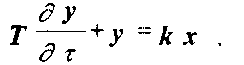 T ∂y/∂τ + y = k x .